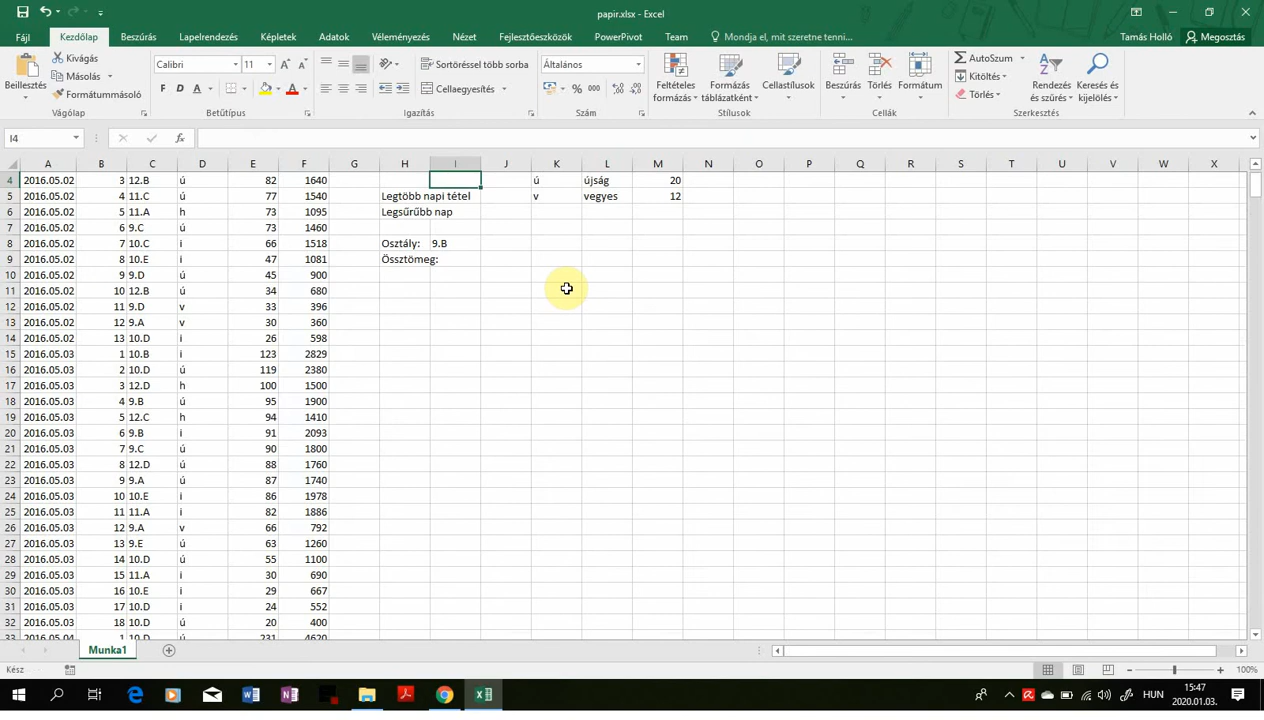 papir.xlsx - Excel
Fájl Kezdőlap Beszúrás Lapelrendezés Képletek Adatok Véleményezés Nézet Fejlesztőeszközök PowerPivot Team Mondja el, mit szeretne tenni... Tamás Holló Megosztás
Beillesztés
Kivágás
Másolás
Formátummásoló
Vágólap
Calibri 11
F D A
Betűtípus
Sortöréssel több sorba
Cellaegyesítés
Igazítás
Általános
% 000
Szám
Feltételes formázás
Formázás táblázatként
Cellastílusok
Stílusok
Beszúrás Törlés Formátum
Cellák
AutoSzum
Kitöltés
Törlés
Rendezés és szűrés
Keresés és kijelölés
Szerkesztés
I4 fx
A B C D E F G H I J K L M N O P Q R S T U V W X
4 2016.05.02 3 12.B ú 82 1640 ú újság 20
5 2016.05.02 4 11.C ú 77 1540 Legtöbb napi tétel v vegyes 12
6 2016.05.02 5 11.A h 73 1095 Legsűrűbb nap
7 2016.05.02 6 9.C ú 73 1460
8 2016.05.02 7 10.C i 66 1518 Osztály: 9.B
9 2016.05.02 8 10.E i 47 1081 Össztömeg:
10 2016.05.02 9 9.D ú 45 900
11 2016.05.02 10 12.B ú 34 680
12 2016.05.02 11 9.D v 33 396
13 2016.05.02 12 9.A v 30 360
14 2016.05.02 13 10.D i 26 598
15 2016.05.03 1 10.B i 123 2829
16 2016.05.03 2 10.D ú 119 2380
17 2016.05.03 3 12.D h 100 1500
18 2016.05.03 4 9.B ú 95 1900
19 2016.05.03 5 12.C h 94 1410
20 2016.05.03 6 9.B i 91 2093
21 2016.05.03 7 9.C ú 90 1800
22 2016.05.03 8 12.D ú 88 1760
23 2016.05.03 9 9.A ú 87 1740
24 2016.05.03 10 10.E i 86 1978
25 2016.05.03 11 11.A i 82 1886
26 2016.05.03 12 9.A v 66 792
27 2016.05.03 13 9.E ú 63 1260
28 2016.05.03 14 10.D ú 55 1100
29 2016.05.03 15 11.A i 30 690
30 2016.05.03 16 10.E i 29 667
31 2016.05.03 17 10.D i 24 552
32 2016.05.03 18 10.D ú 20 400
33 2016.05.04 1 10.D ú 231 4620
Munka1
Kész 100%
HUN 15:47
2020.01.03.